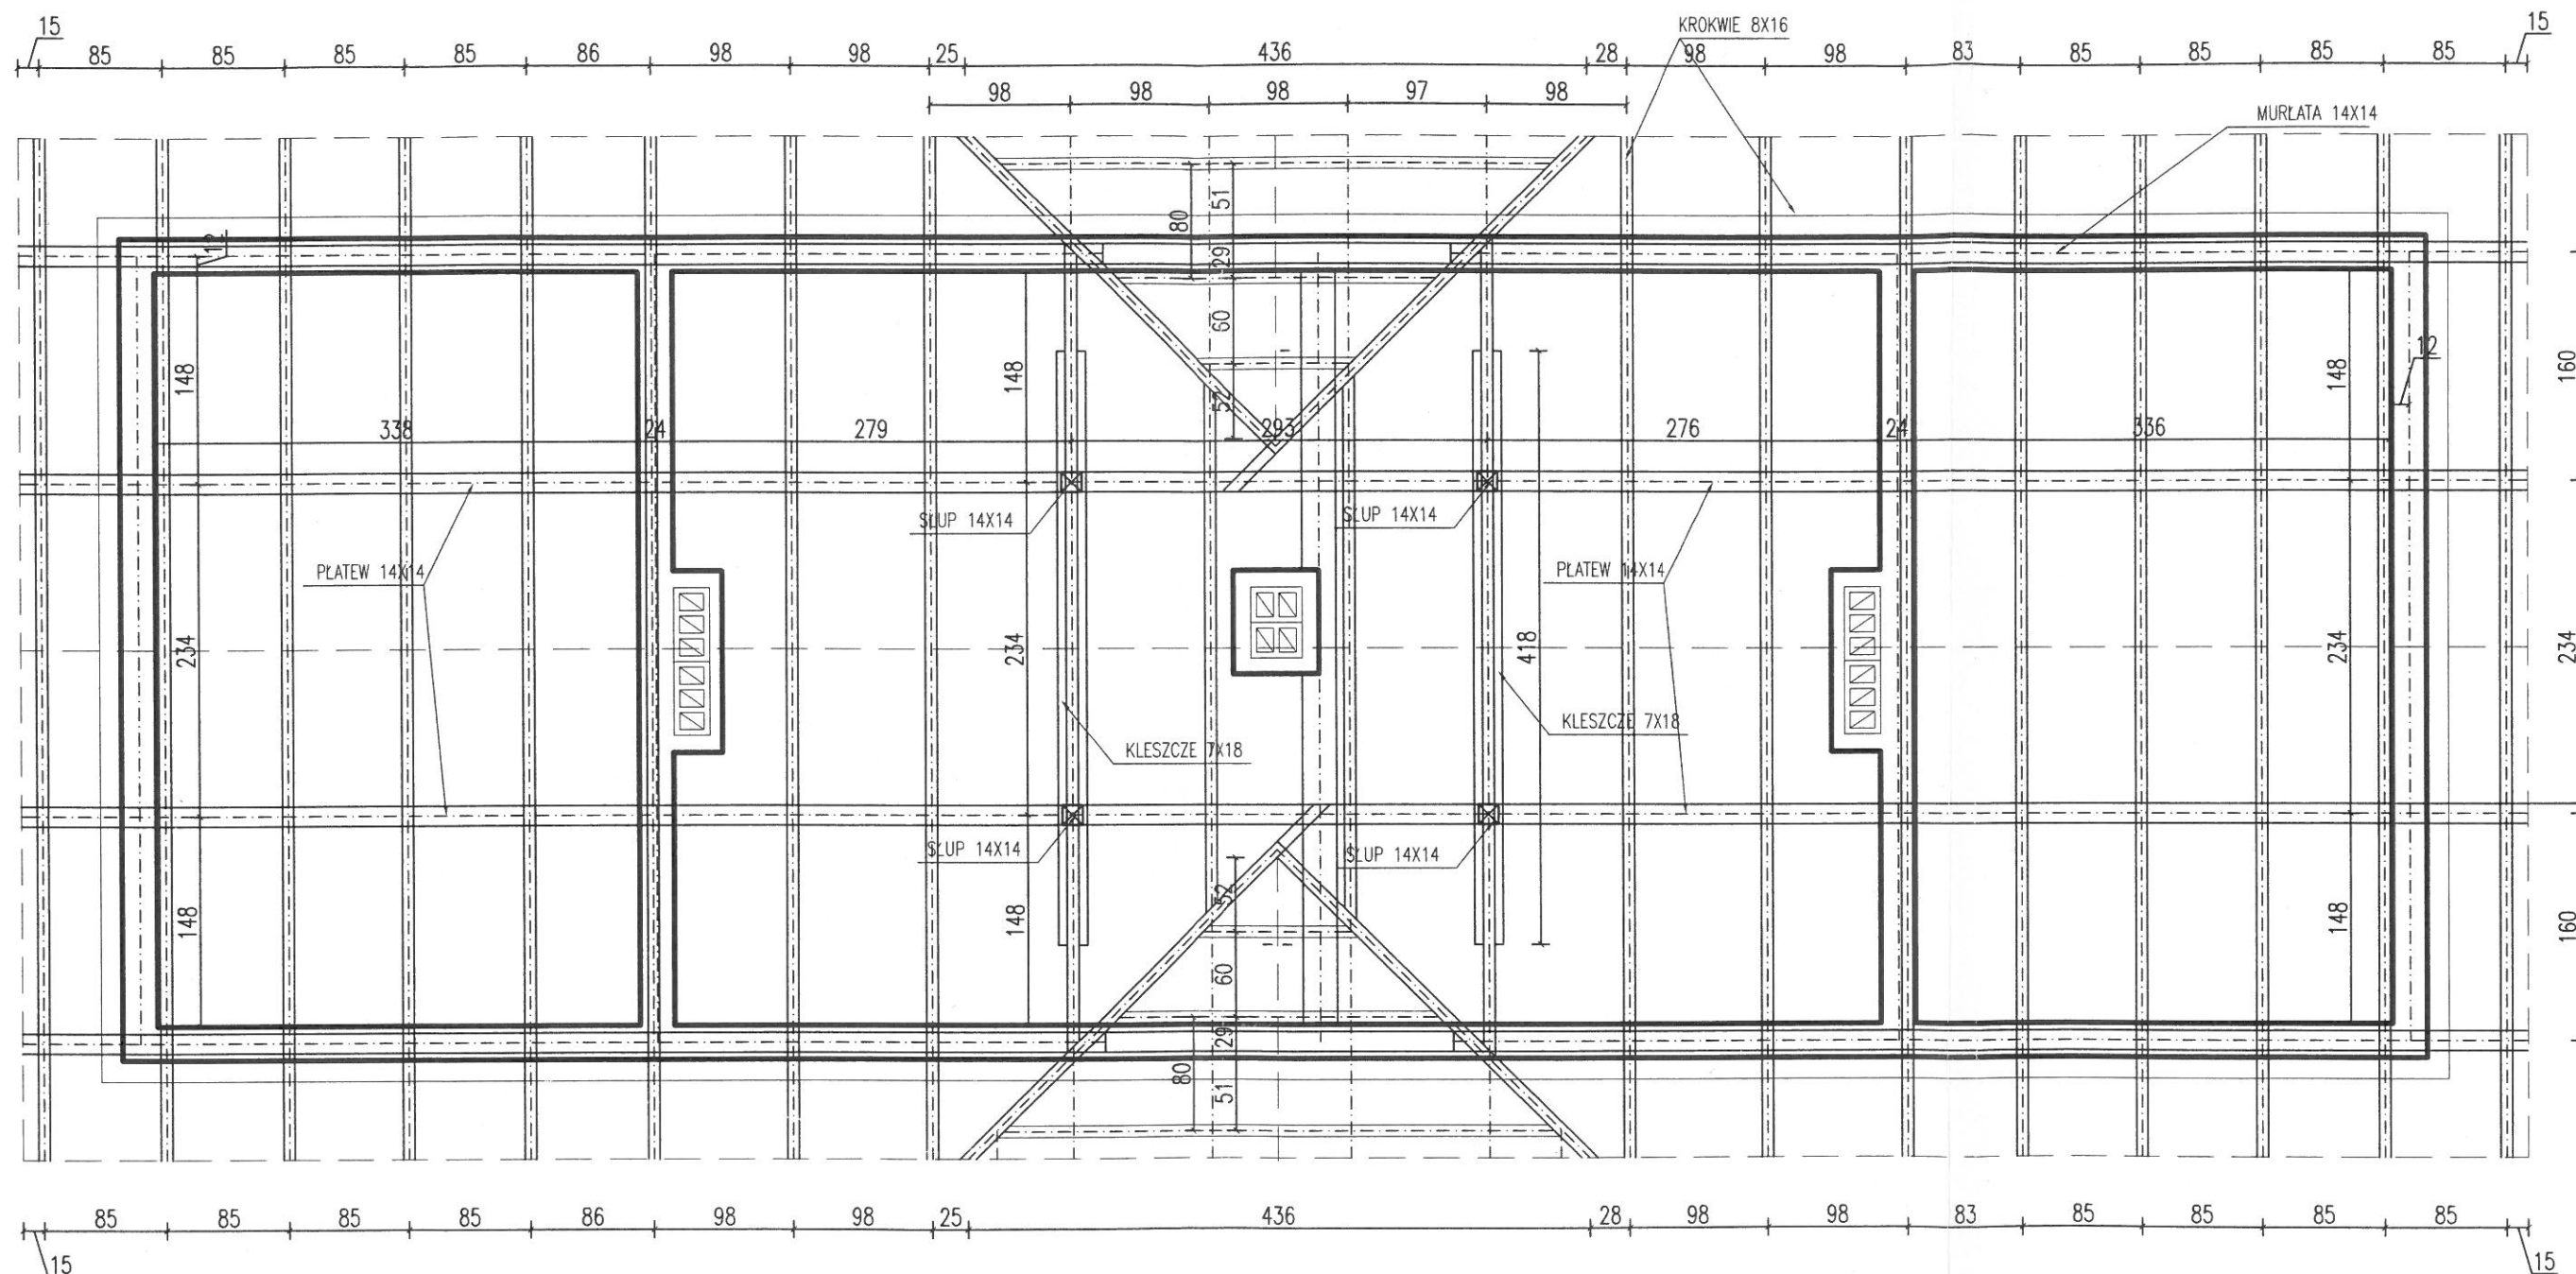 15 85 85 85 85 86 98 98 25 436 28 98 98 83 85 85 85 85 15
KROKWIE 8X16
98 98 98 97 98
MURŁATA 14X14
51
80
12
29
60
148 148 148 160
12
52
338 24 279 293 276 24 336
SŁUP 14X14 SŁUP 14X14
PŁATEW 14X14 PŁATEW 14X14
234 234 418 234 234
KLESZCZE 7X18
KLESZCZE 7X18
SŁUP 14X14 SŁUP 14X14
52
148 148 148 160
60
29
80
51
85 85 85 85 86 98 98 25 436 28 98 98 83 85 85 85 85
15 15